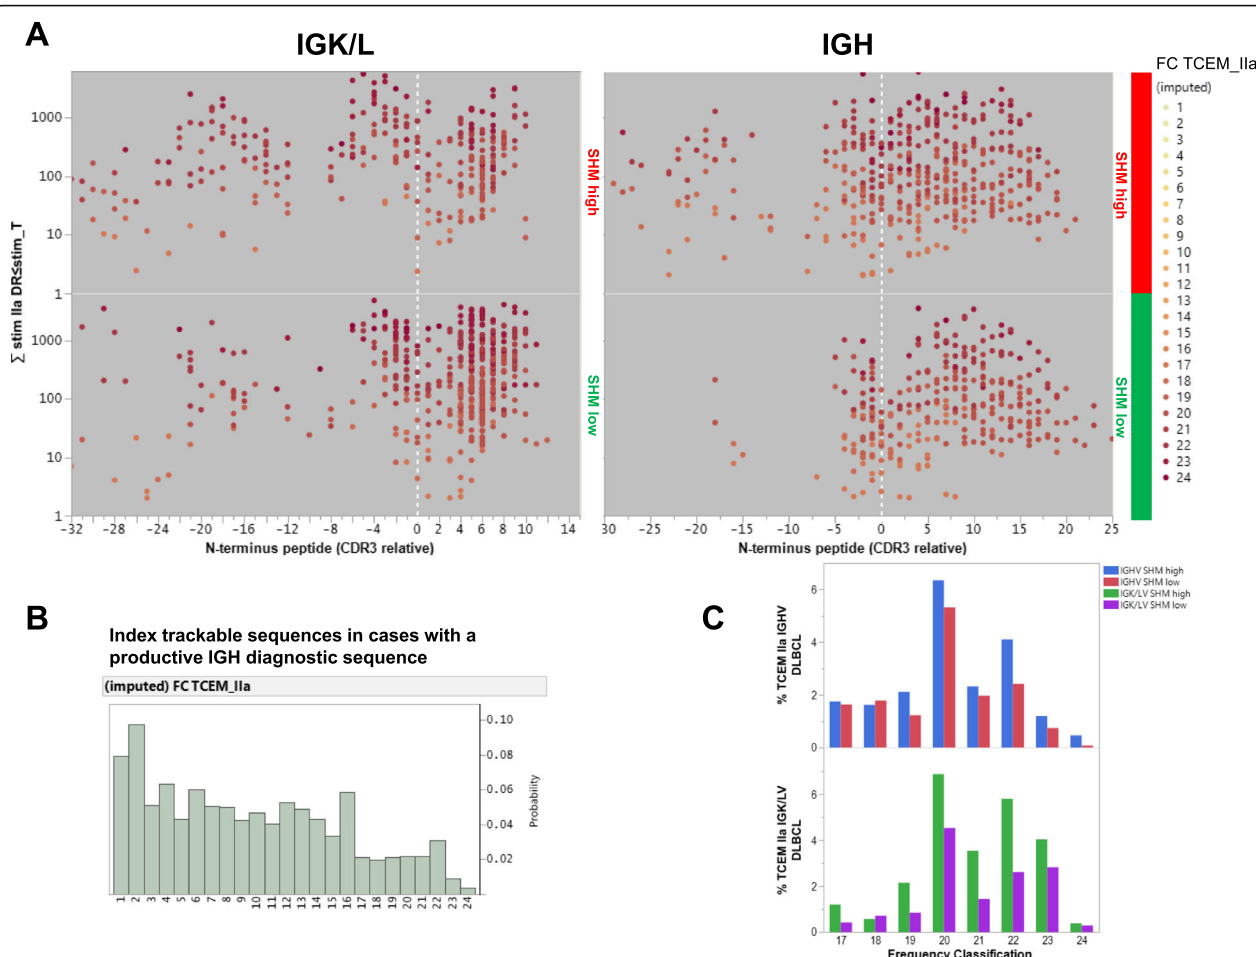 A
IGK/L
IGH
FC TCEM_IIa
(imputed)
1
2
3
4
5
6
7
8
9
10
11
12
13
14
15
16
17
18
19
20
21
22
23
24
∑ stim IIa DR≤stim_T
1000
100
10
1
1000
100
10
1
SHM high
SHM low
SHM high
SHM low
−32 −28 −24 −20 −16 −12 −8 −4 0 2 4 6 8 10 14
N-terminus peptide (CDR3 relative)
30 −25 −20 −15 −10 −5 0 5 10 15 20 25
N-terminus peptide (CDR3 relative)
B
Index trackable sequences in cases with a
productive IGH diagnostic sequence
(imputed) FC TCEM_IIa
0.10
0.08
0.06
0.04
0.02
Probability
1 2 3 4 5 6 7 8 9 10 11 12 13 14 15 16 17 18 19 20 21 22 23 24
C
IGHV SHM high
IGHV SHM low
IGK/LV SHM high
IGK/LV SHM low
% TCEM IIa IGHV
DLBCL
6
4
2
0
% TCEM IIa IGK/LV
DLBCL
6
4
2
0
17 18 19 20 21 22 23 24
Frequency Classification